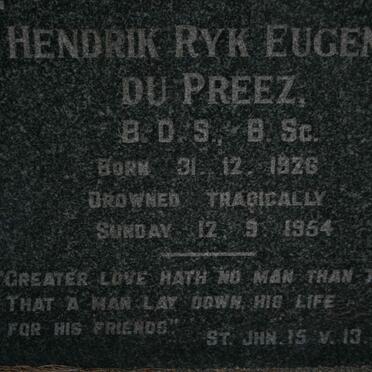 HENDRIK RYK EUGEN
DU PREEZ,
B.D.S., B.Sc.
BORN 31.12.1926
DROWNED TRAGICALLY
SUNDAY 12.9.1954
"GREATER LOVE HATH NO MAN THAN T
THAT A MAN LAY DOWN HIS LIFE
FOR HIS FRIENDS"
ST. JHN. 15 V. 13.